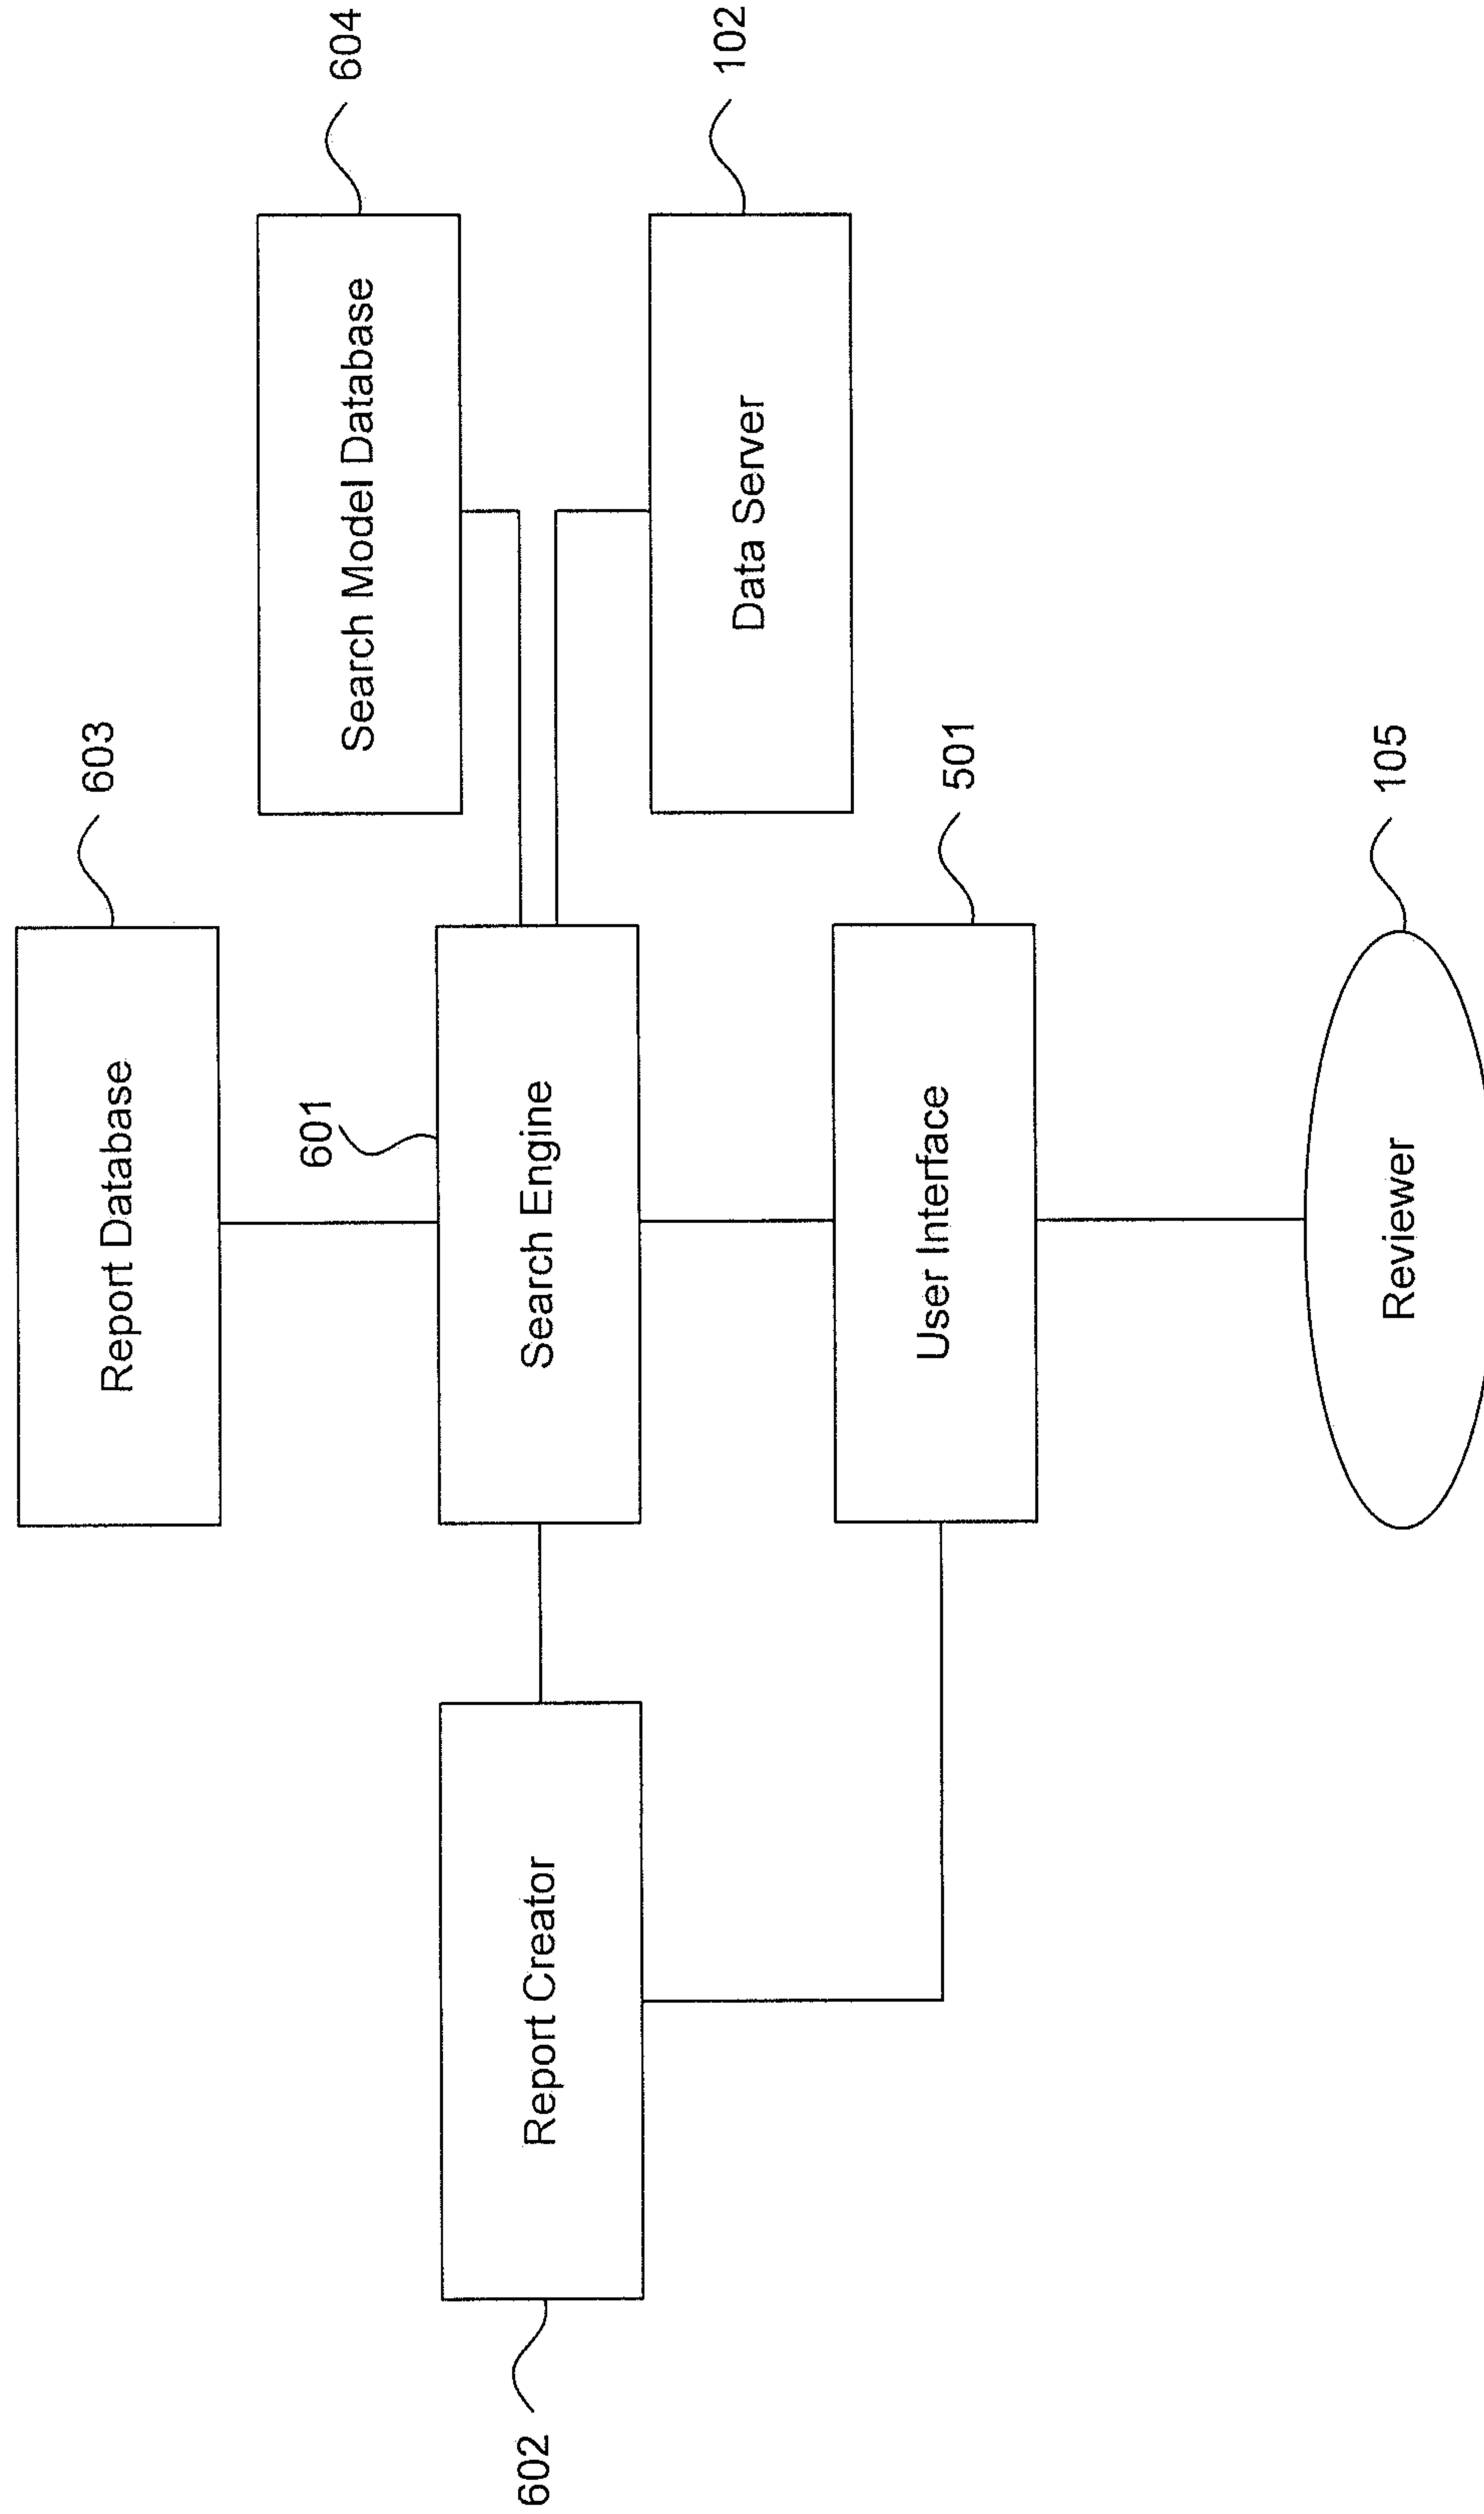 603
Report Database
604
Search Model Database
601
Search Engine
602
Report Creator
102
Data Server
501
User Interface
105
Reviewer